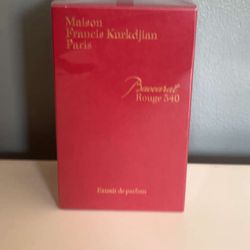 Maison
Francis Kurkdjian
Paris
Baccarat
Rouge 540
Extrait de parfum